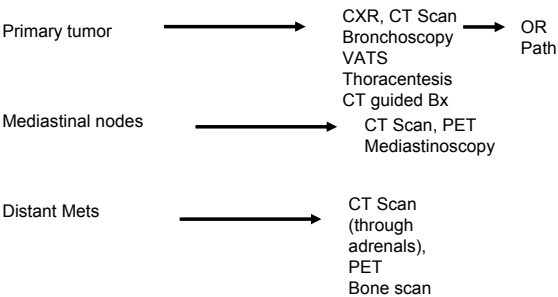 Primary tumor
CXR, CT Scan
Bronchoscopy
VATS
Thoracentesis
CT guided Bx
OR
Path
Mediastinal nodes
CT Scan, PET
Mediastinoscopy
Distant Mets
CT Scan
(through
adrenals),
PET
Bone scan